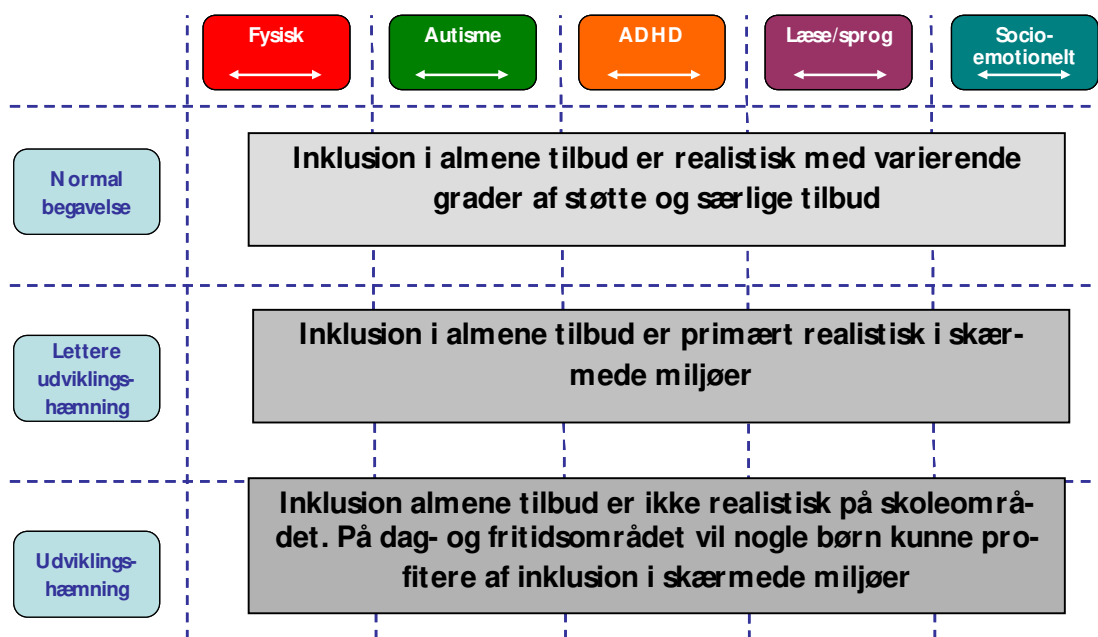 Fysisk
Autisme
ADHD
Læse/sprog
Socio-
emotionelt
Normal
begavelse
Inklusion i almene tilbud er realistisk med varierende
grader af støtte og særlige tilbud
Lettere
udviklings-
hæmning
Inklusion i almene tilbud er primært realistisk i skær-
mede miljøer
Udviklings-
hæmning
Inklusion almene tilbud er ikke realistisk på skoleområ-
det. På dag- og fritidsområdet vil nogle børn kunne pro-
fitere af inklusion i skærmede miljøer